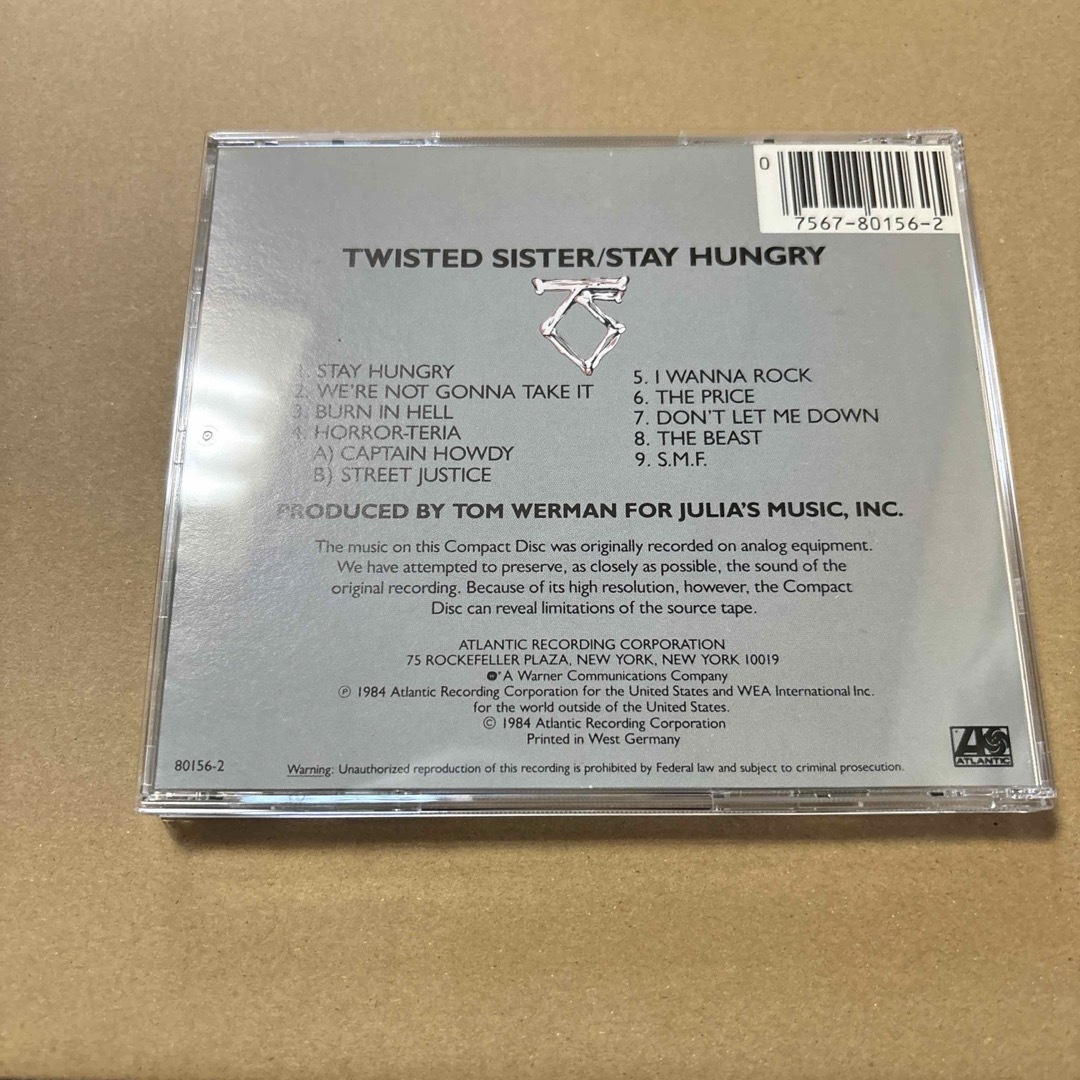 0
7567-80156-2
TWISTED SISTER/STAY HUNGRY
1. STAY HUNGRY
2. WE'RE NOT GONNA TAKE IT
3. BURN IN HELL
4. HORROR-TERIA
A) CAPTAIN HOWDY
B) STREET JUSTICE
5. I WANNA ROCK
6. THE PRICE
7. DON'T LET ME DOWN
8. THE BEAST
9. S.M.F.
PRODUCED BY TOM WERMAN FOR JULIA'S MUSIC, INC.
The music on this Compact Disc was originally recorded on analog equipment.
We have attempted to preserve, as closely as possible, the sound of the
original recording. Because of its high resolution, however, the Compact
Disc can reveal limitations of the source tape.
ATLANTIC RECORDING CORPORATION
75 ROCKEFELLER PLAZA, NEW YORK, NEW YORK 10019
A Warner Communications Company
℗ 1984 Atlantic Recording Corporation for the United States and WEA International Inc.
for the world outside of the United States.
© 1984 Atlantic Recording Corporation
Printed in West Germany
80156-2
Warning: Unauthorized reproduction of this recording is prohibited by Federal law and subject to criminal prosecution.
ATLANTIC